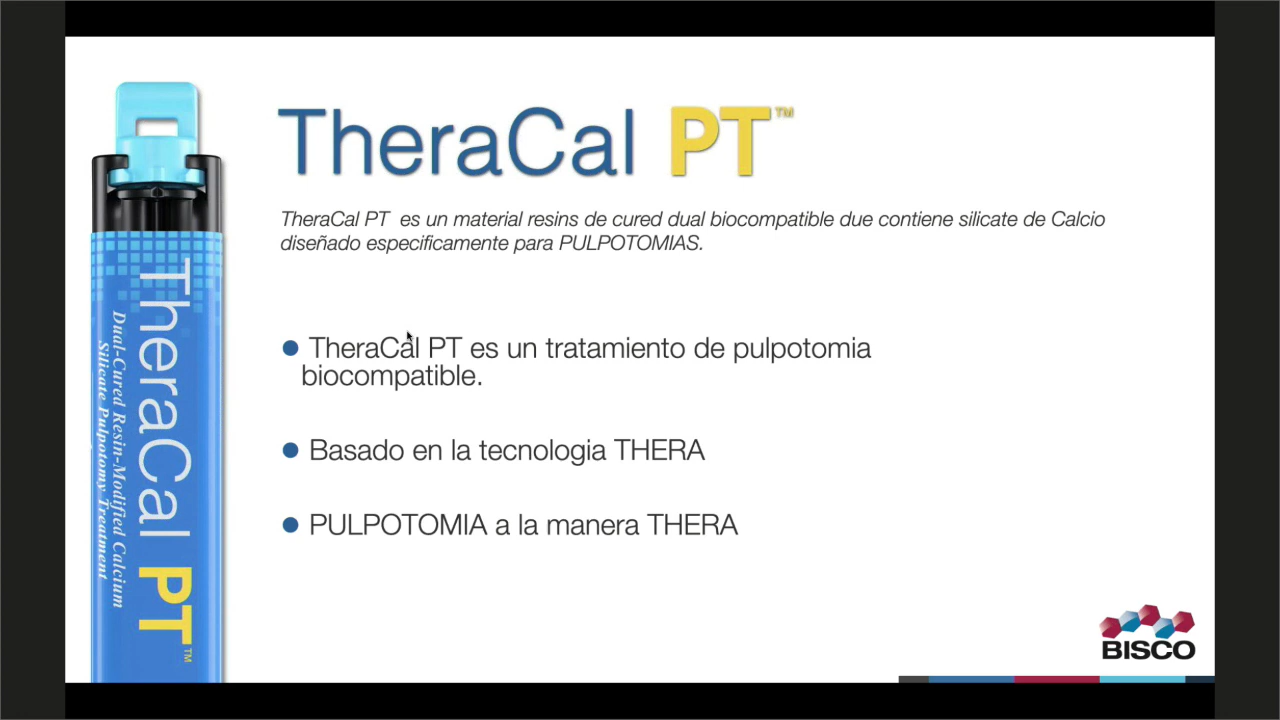 TheraCal PT™
TheraCal PT es un material resins de cured dual biocompatible due contiene silicate de Calcio
diseñado especificamente para PULPOTOMIAS.
TheraCal PT es un tratamiento de pulpotomia
biocompatible.
Basado en la tecnologia THERA
PULPOTOMIA a la manera THERA
TheraCal PT™
Dual-Cured Resin-Modified Calcium
Silicate Pulpotomy Treatment
BISCO